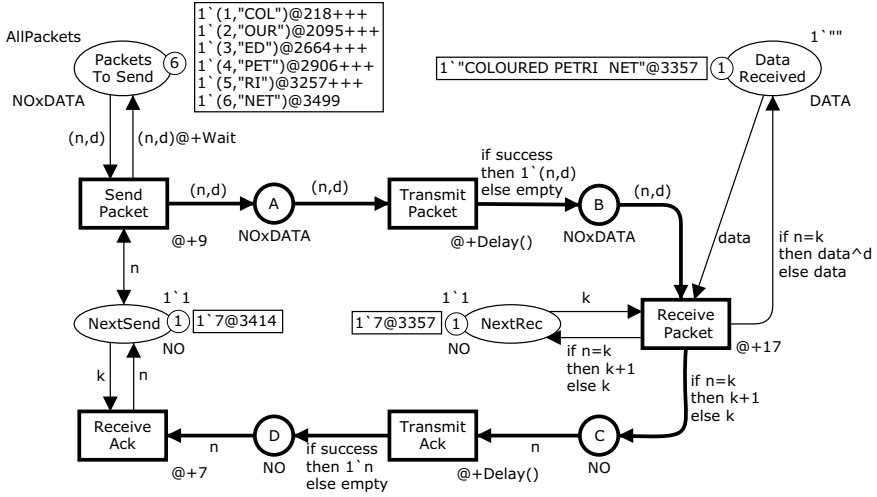 AllPackets
1`(1,"COL")@218+++
1`(2,"OUR")@2095+++
1`(3,"ED")@2664+++
1`(4,"PET")@2906+++
1`(5,"RI")@3257+++
1`(6,"NET")@3499
1`""
Packets
To Send
6
1`"COLOURED PETRI  NET"@3357
1
Data
Received
NOxDATA
DATA
(n,d)
(n,d)@+Wait
if success
then 1`(n,d)
else empty
Send
Packet
(n,d)
A
(n,d)
Transmit
Packet
B
(n,d)
@+9
NOxDATA
@+Delay()
NOxDATA
data
if n=k
then data^d
else data
n
1`1
NextSend
1
1`7@3414
NO
1`1
1`7@3357
1
NextRec
NO
k
Receive
Packet
@+17
if n=k
then k+1
else k
k
n
if n=k
then k+1
else k
Receive
Ack
n
D
if success
then 1`n
else empty
Transmit
Ack
n
C
@+7
NO
@+Delay()
NO